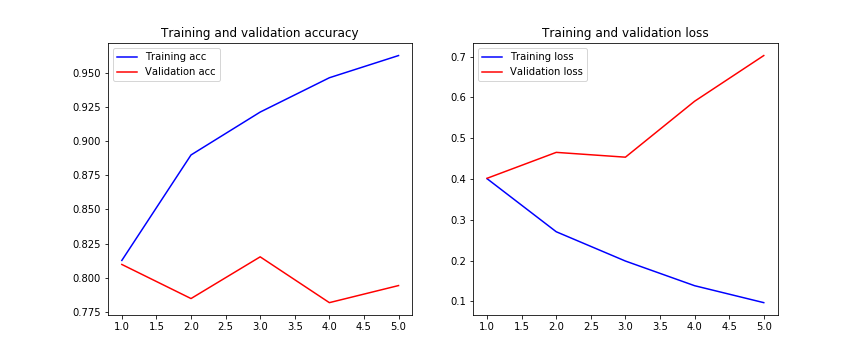 Training and validation accuracy
Training acc
Validation acc
0.950
0.925
0.900
0.875
0.850
0.825
0.800
0.775
1.0 1.5 2.0 2.5 3.0 3.5 4.0 4.5 5.0
Training and validation loss
Training loss
Validation loss
0.7
0.6
0.5
0.4
0.3
0.2
0.1
1.0 1.5 2.0 2.5 3.0 3.5 4.0 4.5 5.0